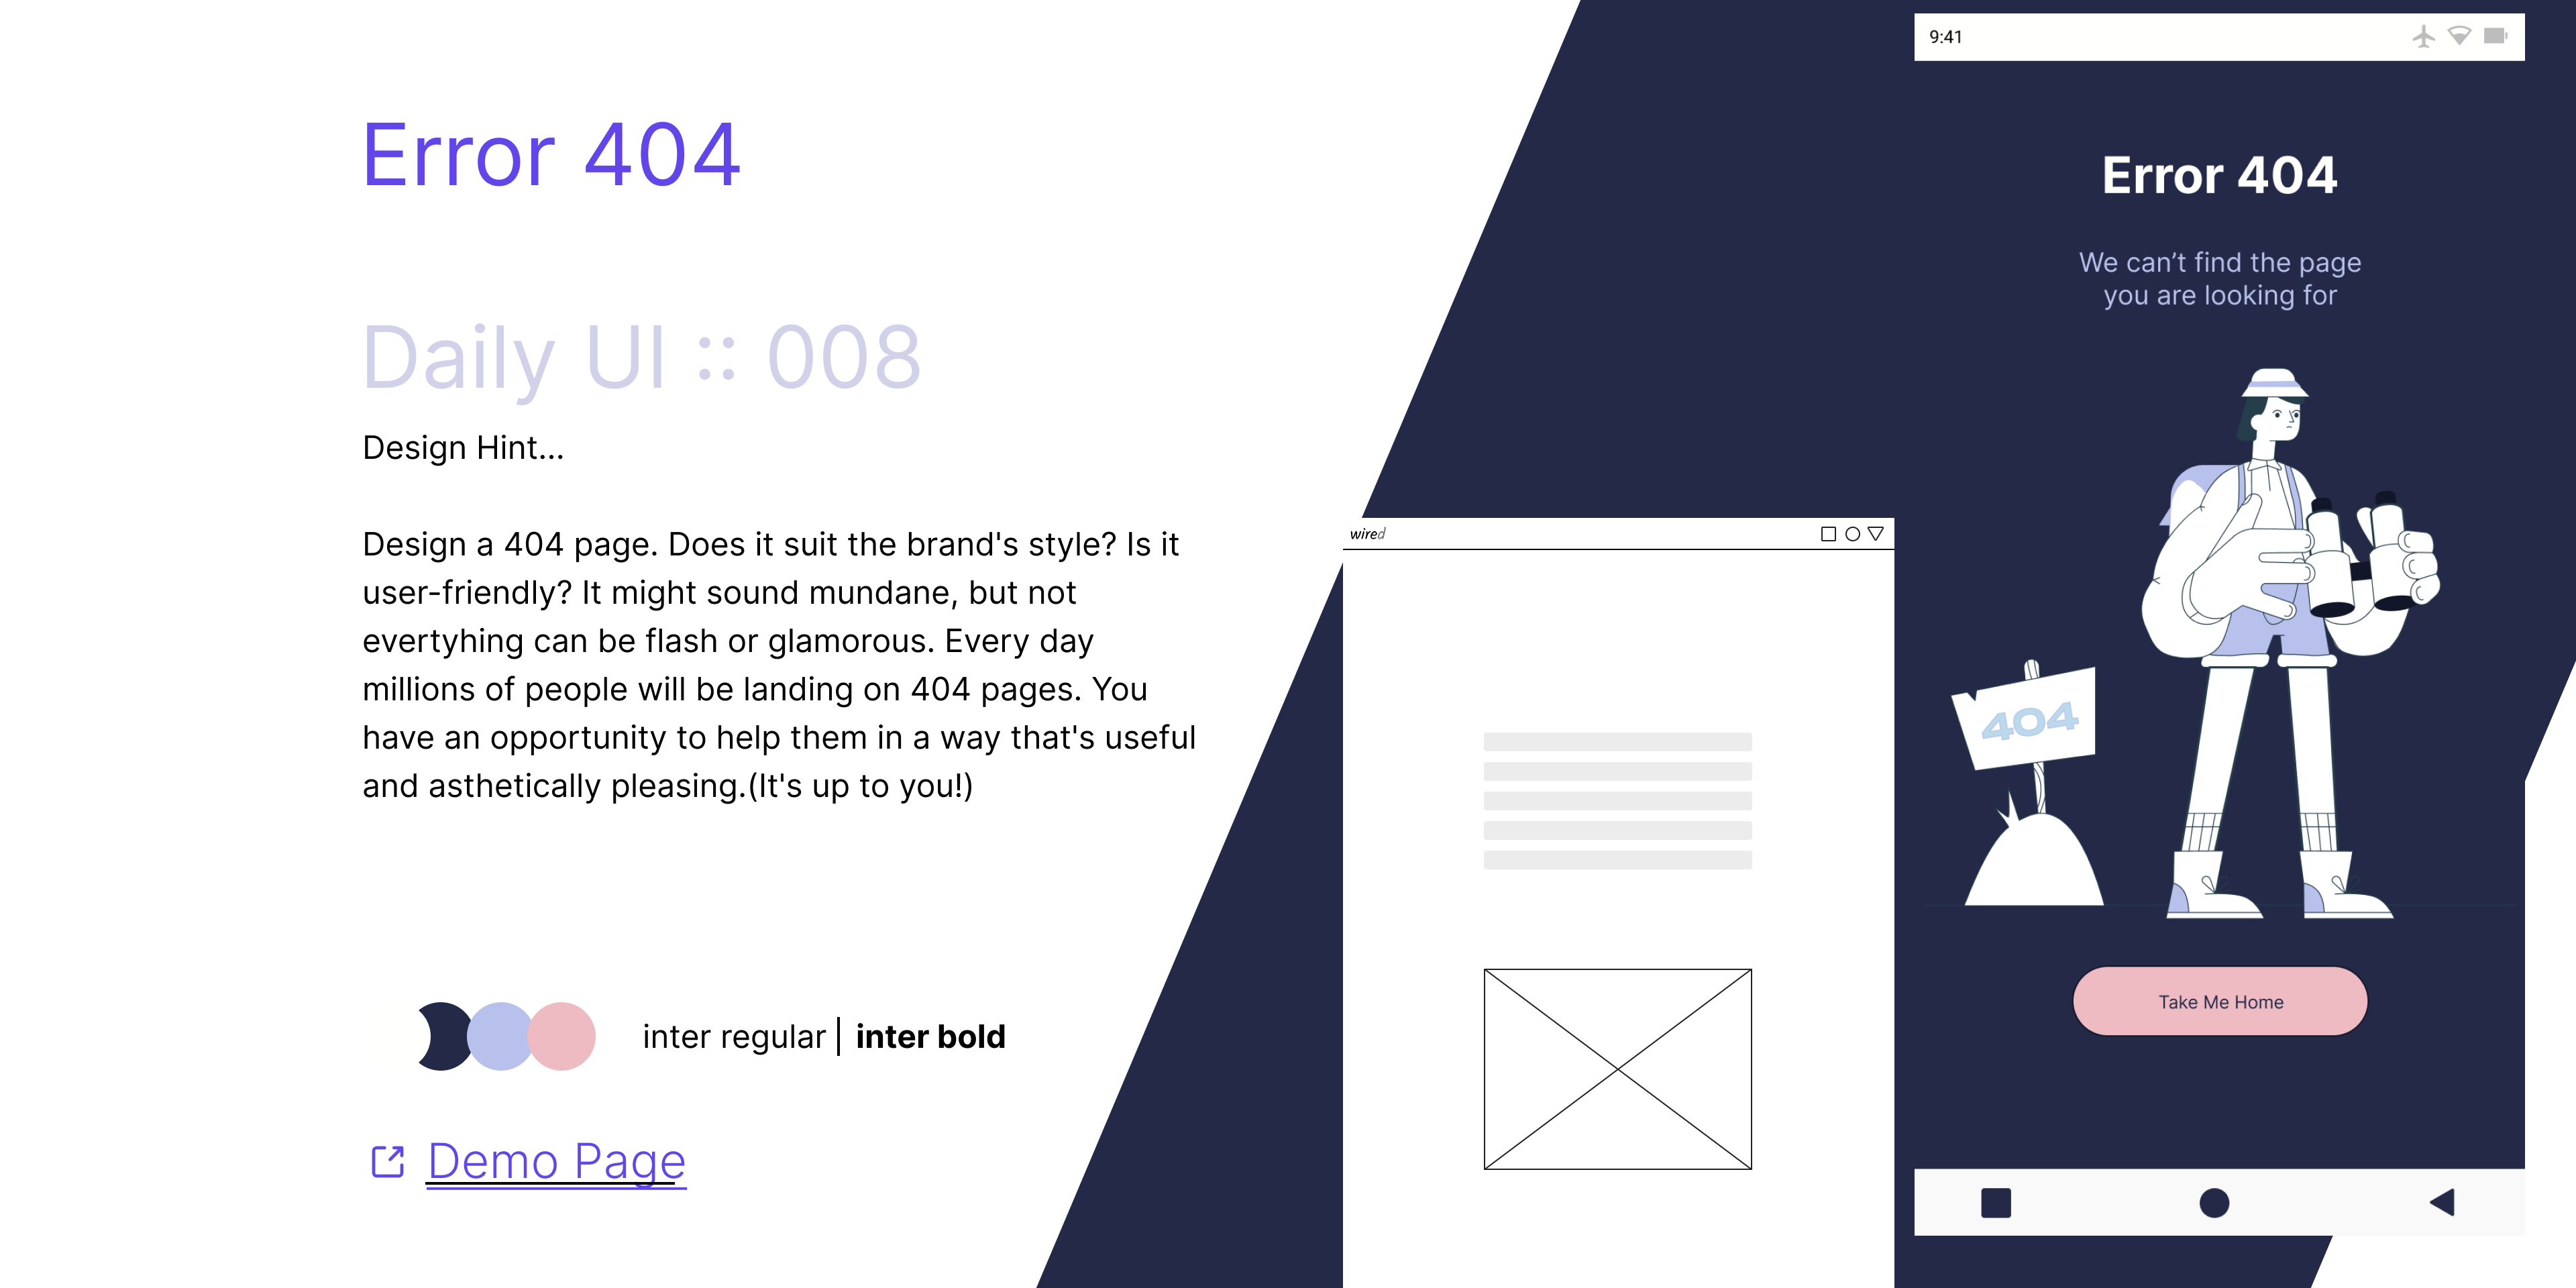 Error 404
Daily UI :: 008
Design Hint...
Design a 404 page. Does it suit the brand's style? Is it
user-friendly? It might sound mundane, but not
evertyhing can be flash or glamorous. Every day
millions of people will be landing on 404 pages. You
have an opportunity to help them in a way that's useful
and asthetically pleasing.(It's up to you!)
inter regular | inter bold
Demo Page
wired
9:41
Error 404
We can’t find the page
you are looking for
404
Take Me Home